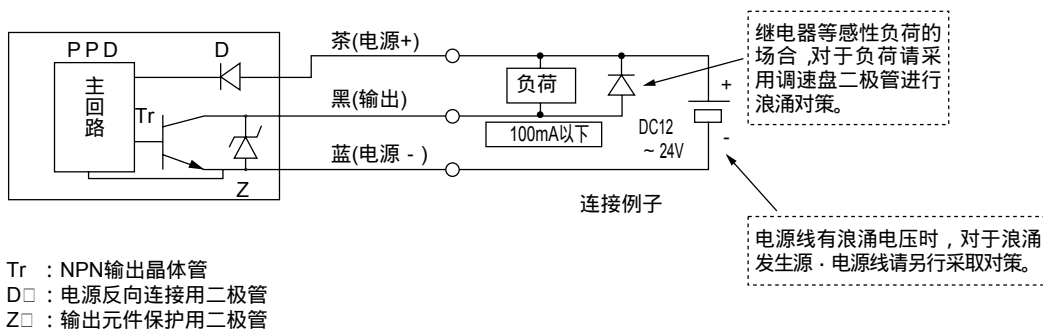 PPD
D
主回路
Tr
Z
茶(电源+)
黑(输出)
蓝(电源 - )
负荷
100mA以下
DC12
~ 24V
+
-
连接例子
继电器等感性负荷的
场合 ,对于负荷请采
用调速盘二极管进行
浪涌对策。
电源线有浪涌电压时 , 对于浪涌
发生源 · 电源线请另行采取对策。
Tr : NPN输出晶体管
D□ : 电源反向连接用二极管
Z□ : 输出元件保护用二极管